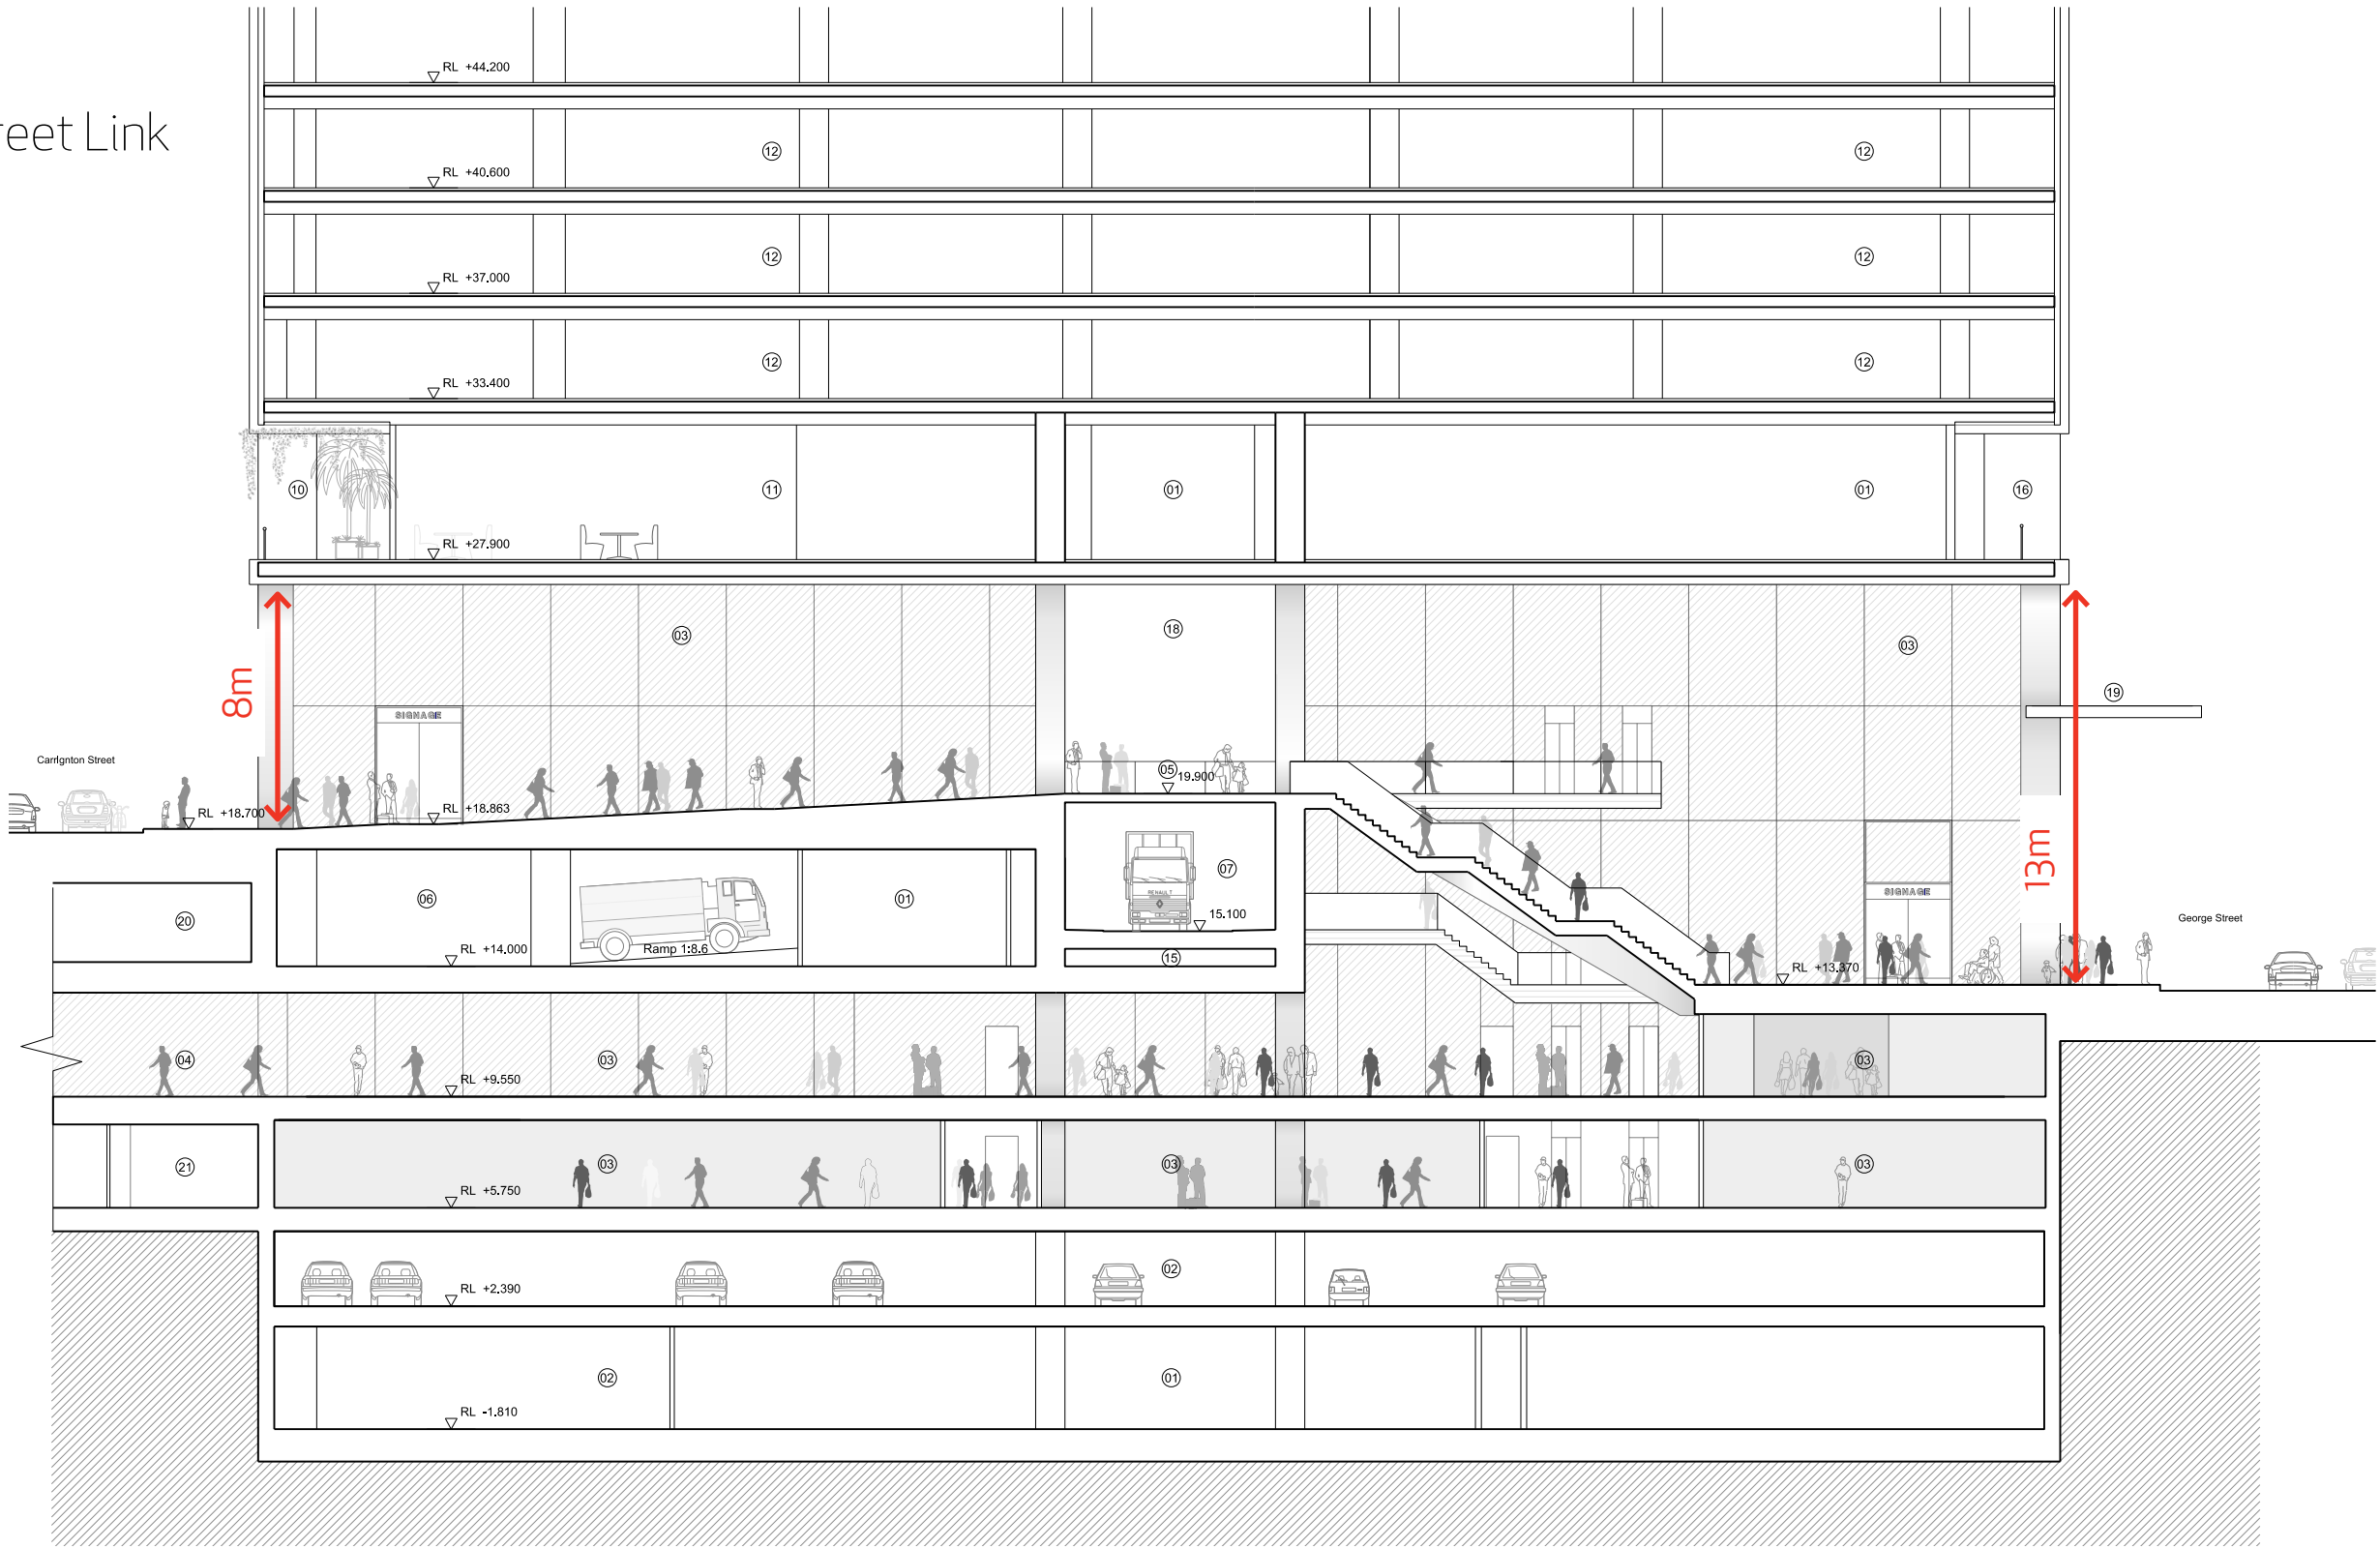 RL +44.200
reet Link
12
12
RL +40.600
12
12
RL +37.000
12
12
RL +33.400
10
11
01
01
16
RL +27.900
03
18
03
8m
19
SIGNAGE
Carrignton Street
05
19.900
RL +18.700
RL +18.863
13m
06
01
RENAULT
07
SIGNAGE
20
15.100
George Street
RL +14.000
Ramp 1:8.6
15
RL +13.370
04
03
03
RL +9.550
21
03
03
03
RL +5.750
02
RL +2.390
02
01
RL -1.810